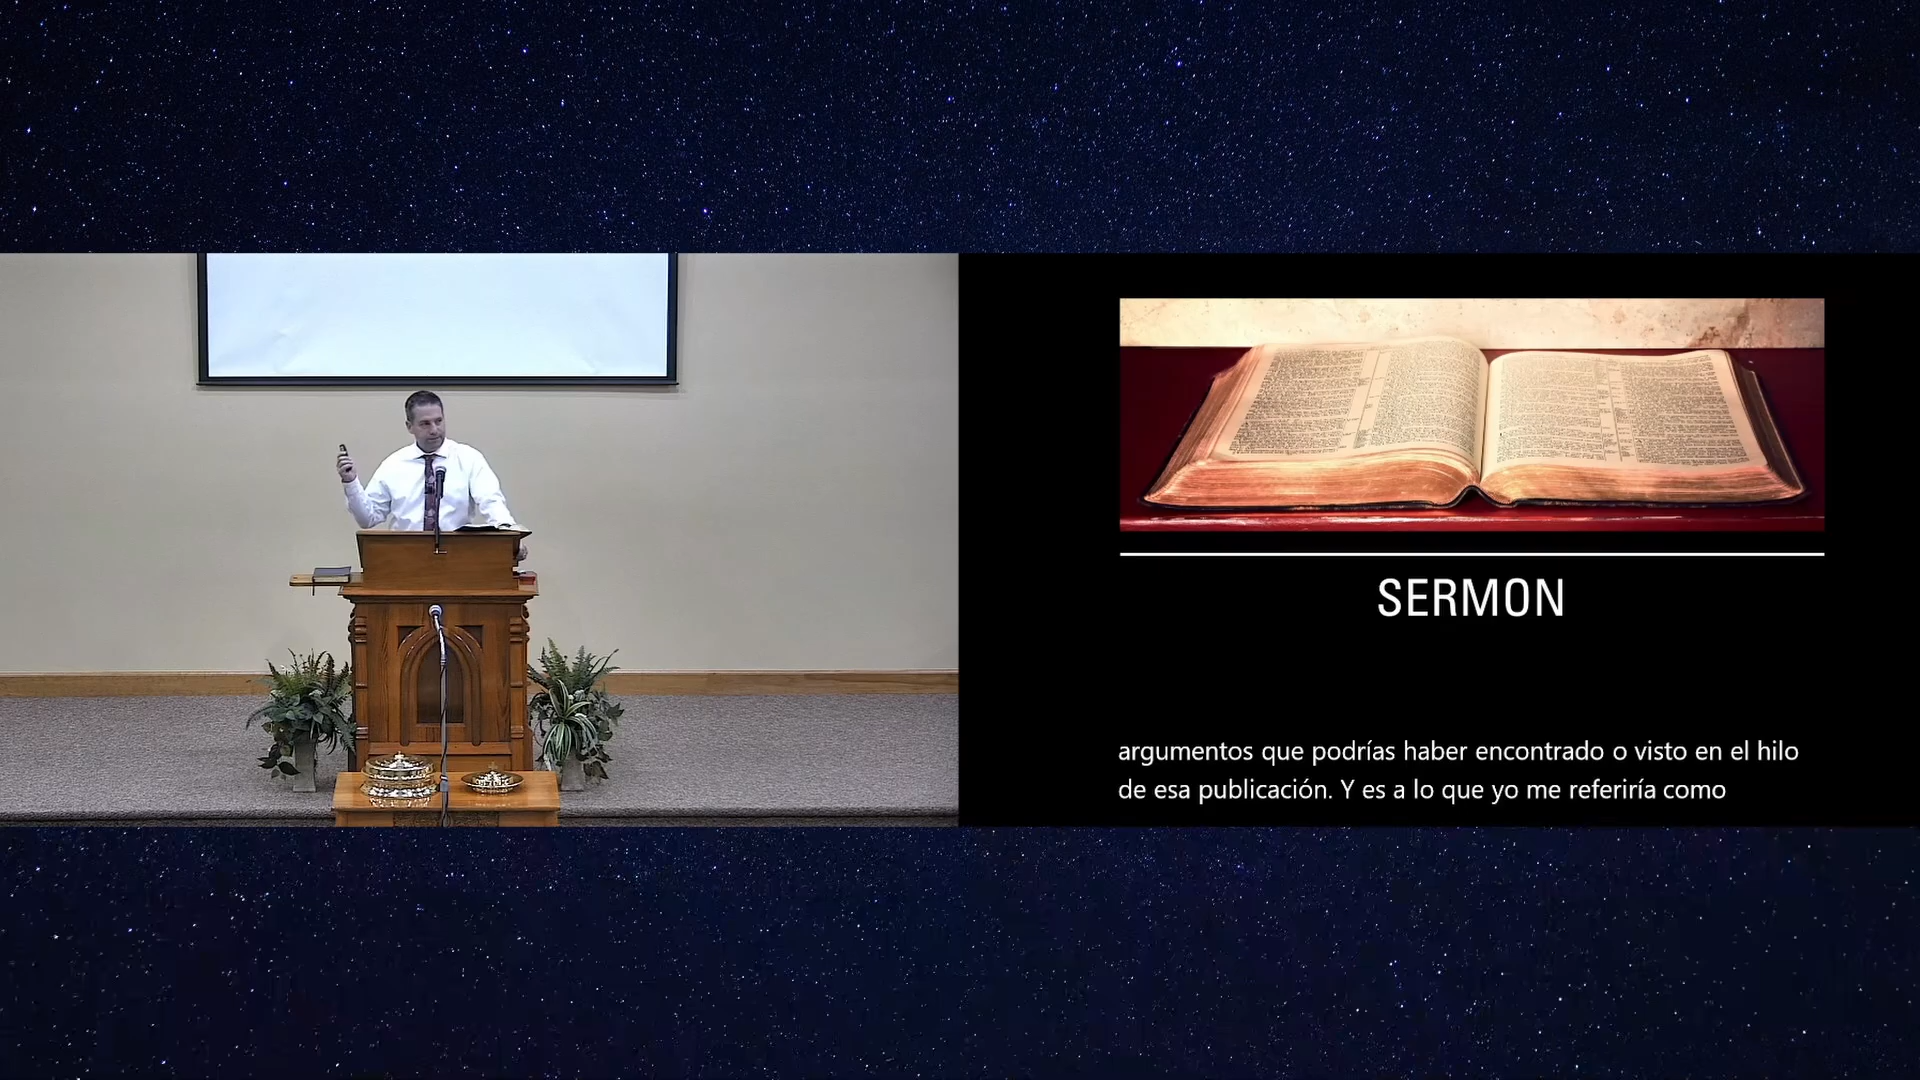 SERMON
argumentos que podrías haber encontrado o visto en el hilo
de esa publicación. Y es a lo que yo me referiría como